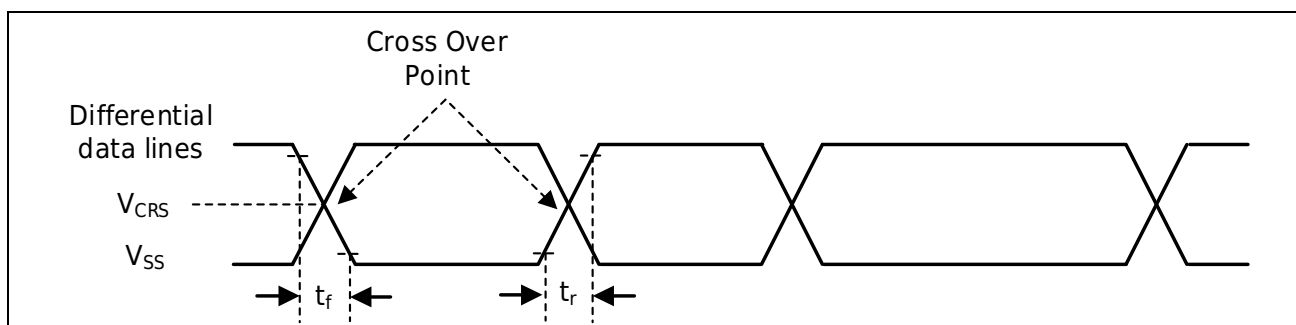 Cross Over
Point
Differential
data lines
VCRS
VSS
tf
tr